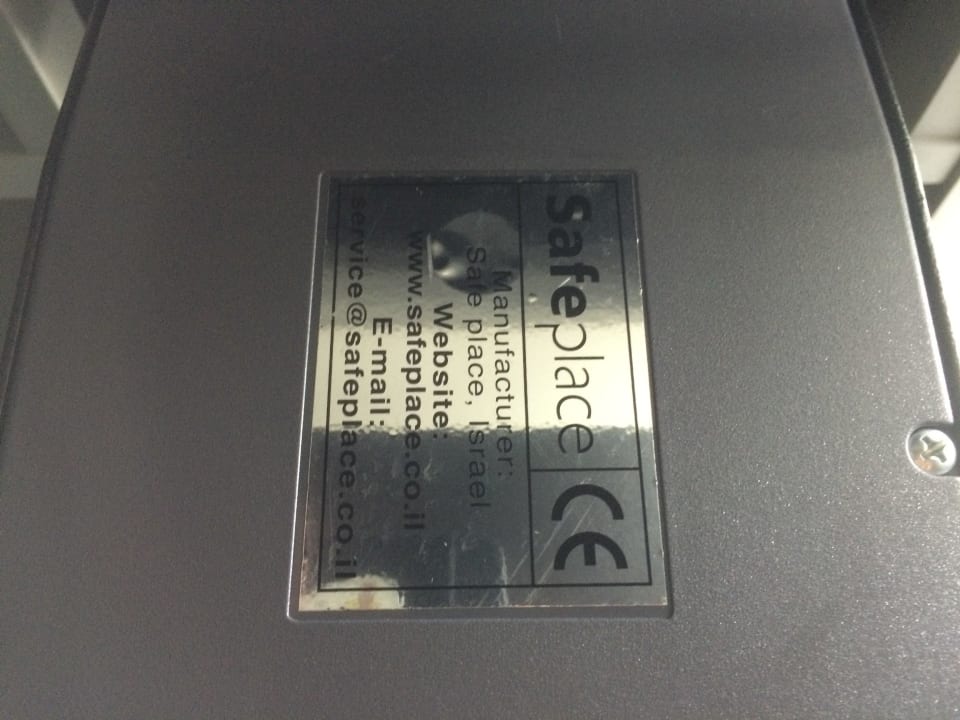 Safeplace CE
Manufacturer:
Safe place, Israel
Website:
www.safeplace.co.il
E-mail:
service@safeplace.co.il